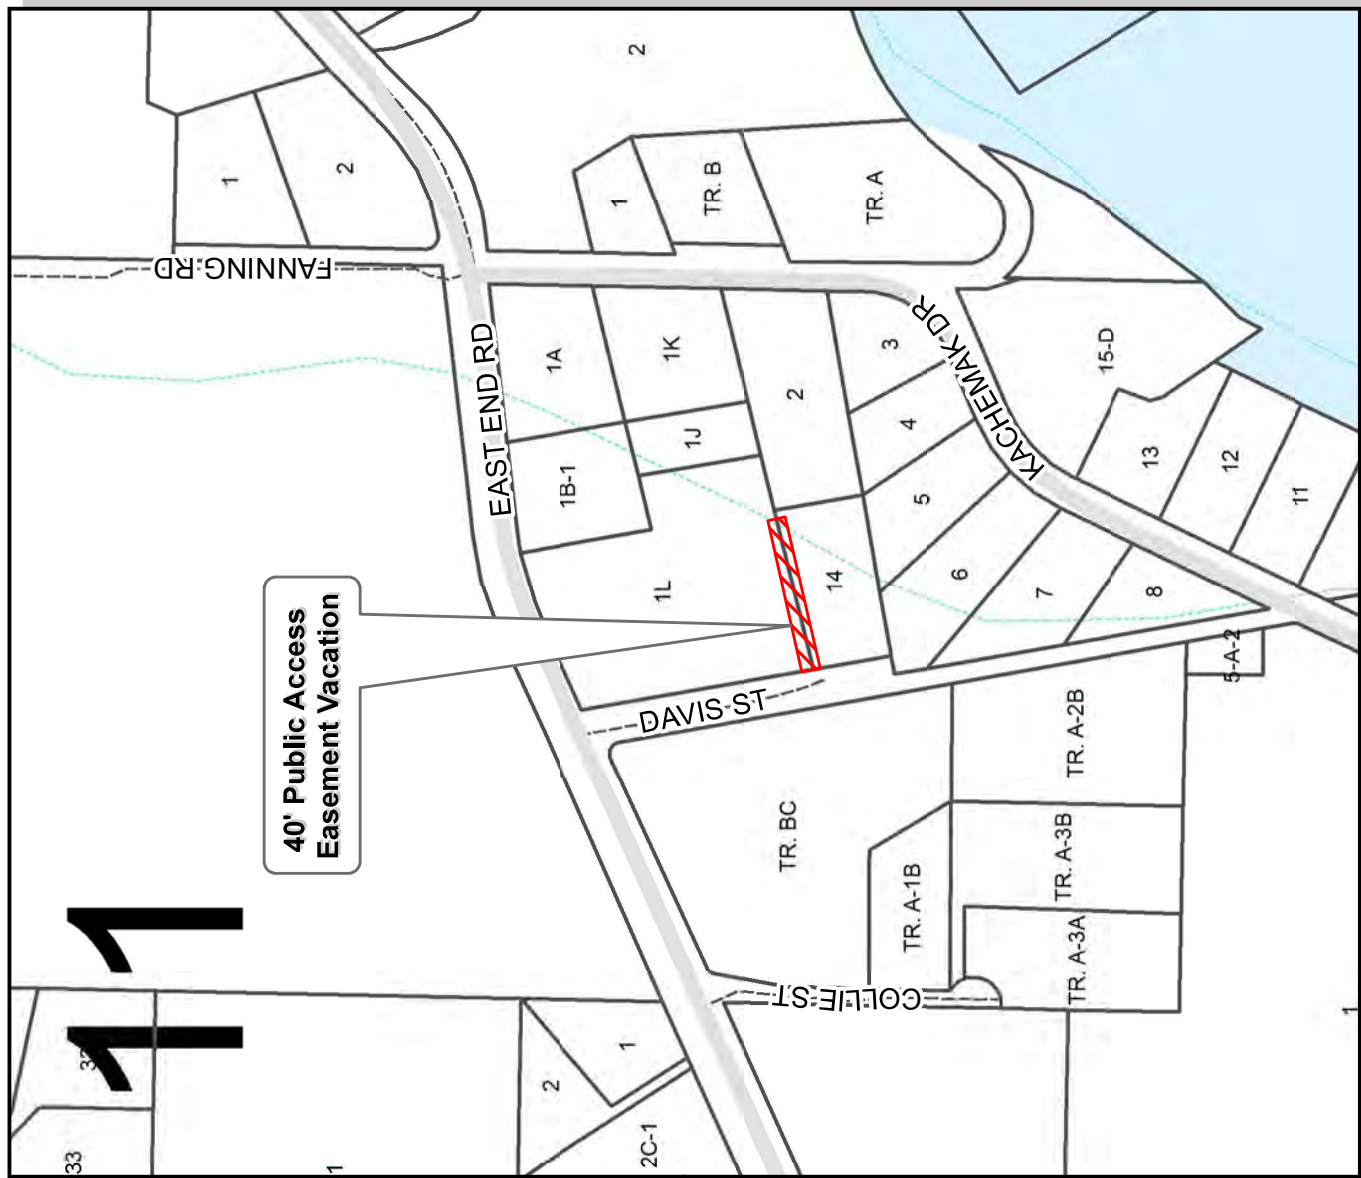 33
11
1
40' Public Access
Easement Vacation
FANNING RD
1
2
EAST END RD
2
1
2C-1
1B-1
1A
1
2
1L
1J
1K
TR. B
DAVIS ST
TR. BC
14
2
TR. A
COLLIE ST
TR. A-1B
3
4
5
6
7
8
KACHEMAK DR
TR. A-3A
TR. A-3B
TR. A-2B
15-D
13
12
11
5-A-2
1